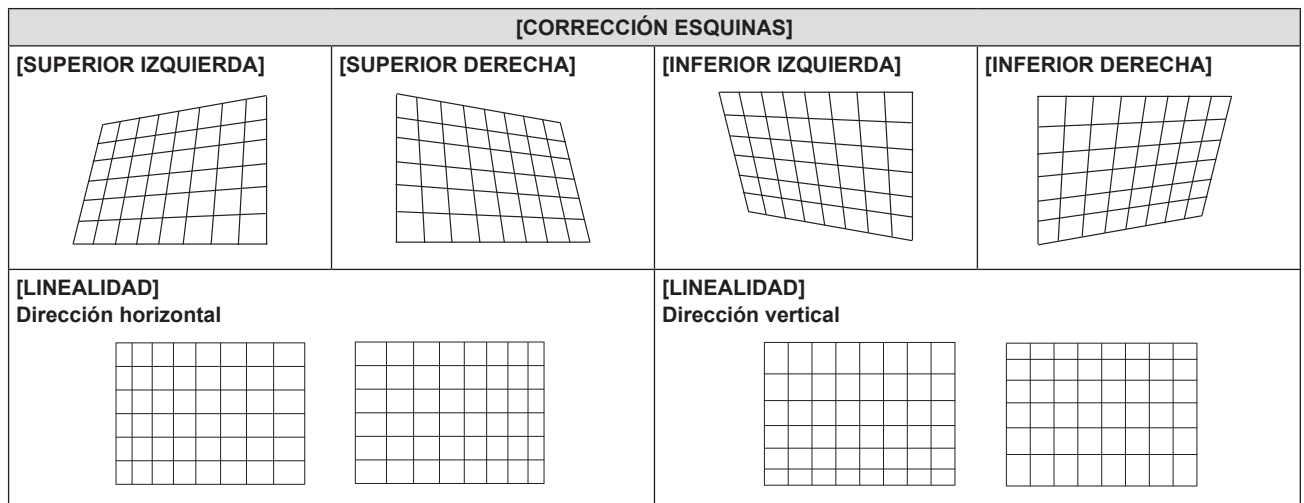 [CORRECCIÓN ESQUINAS]
[SUPERIOR IZQUIERDA]
[SUPERIOR DERECHA]
[INFERIOR IZQUIERDA]
[INFERIOR DERECHA]
[LINEALIDAD]
Dirección horizontal
[LINEALIDAD]
Dirección vertical